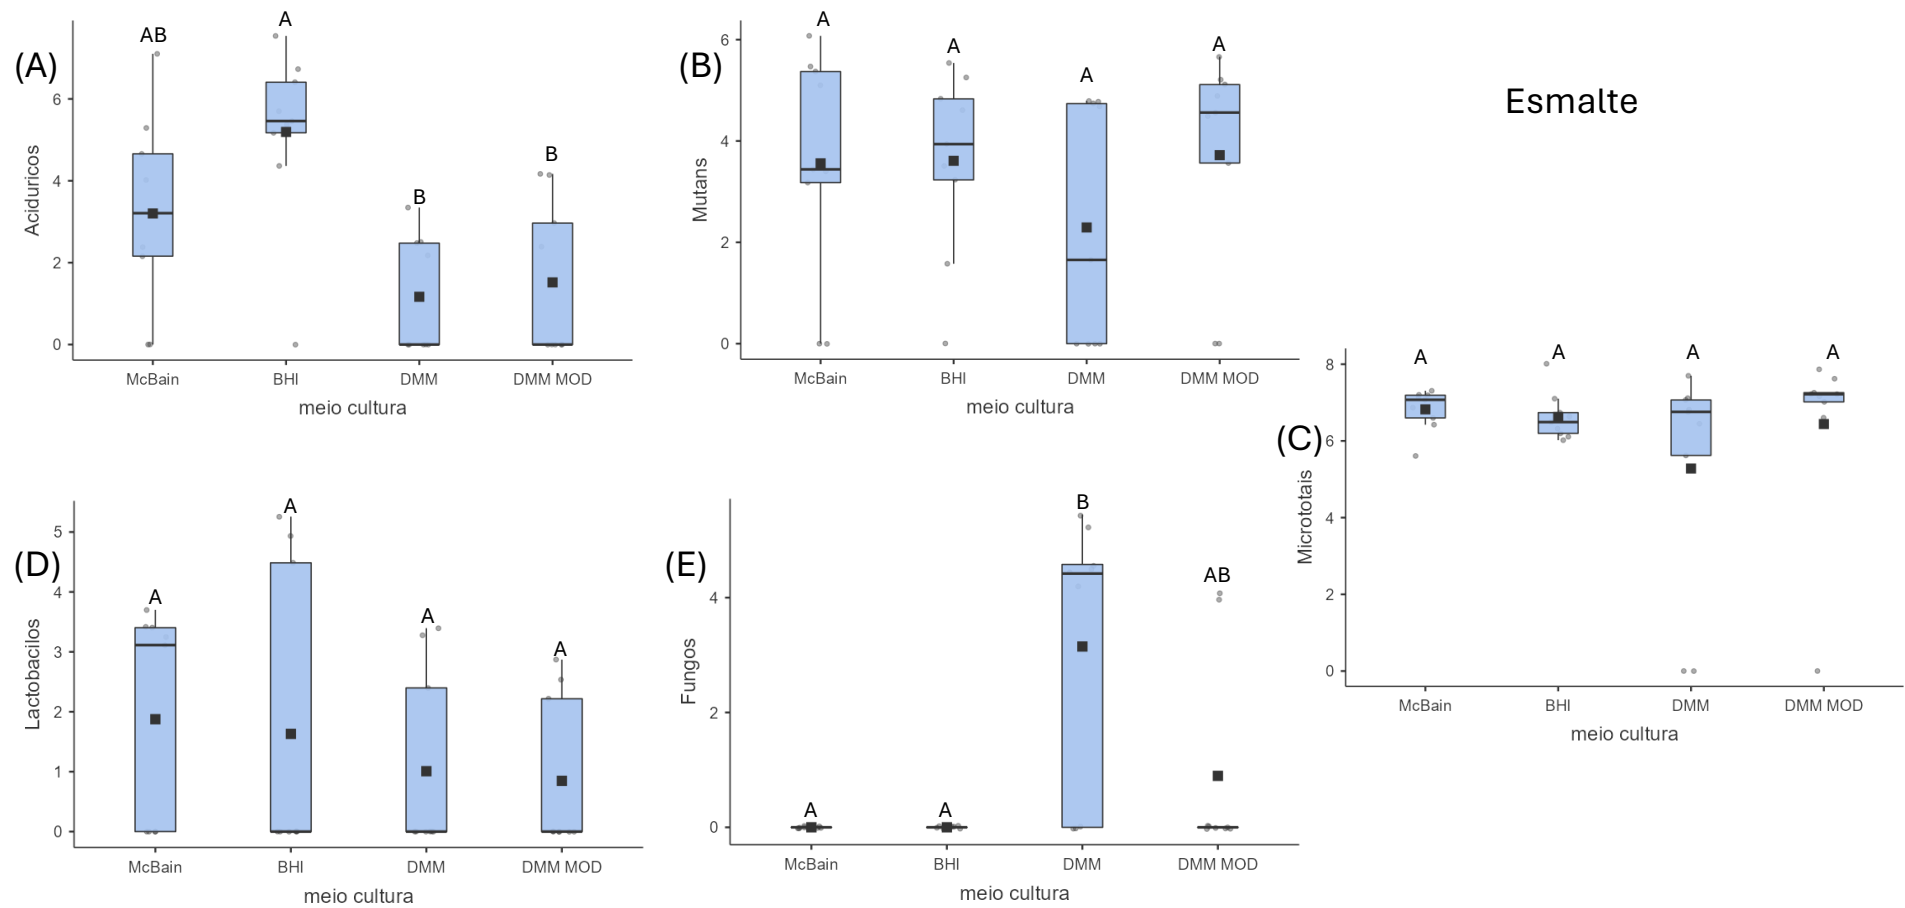 (A)
Aciduricos
6
4
2
0
AB
A
B
B
McBain BHI DMM DMM MOD
meio cultura
(B)
Mutans
6
4
2
0
A
A
A
A
McBain BHI DMM DMM MOD
meio cultura
Esmalte
(C)
Micrototais
8
6
4
2
0
A A A A
McBain BHI DMM DMM MOD
meio cultura
(D)
Lactobacilos
5
4
3
2
1
0
A
A
A
A
McBain BHI DMM DMM MOD
meio cultura
(E)
Fungos
4
2
0
A
A
B
AB
McBain BHI DMM DMM MOD
meio cultura